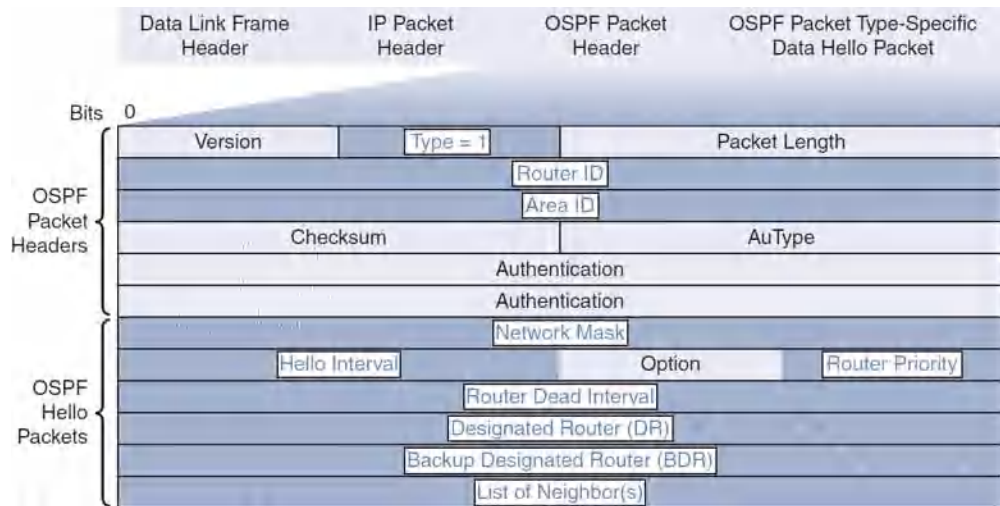 Data Link Frame
Header
IP Packet
Header
OSPF Packet
Header
OSPF Packet Type-Specific
Data Hello Packet
Bits 0
Version Type = 1 Packet Length
Router ID
Area ID
OSPF
Packet
Headers
Checksum AuType
Authentication
Authentication
Network Mask
Hello Interval Option Router Priority
OSPF
Hello
Packets
Router Dead Interval
Designated Router (DR)
Backup Designated Router (BDR)
List of Neighbor(s)